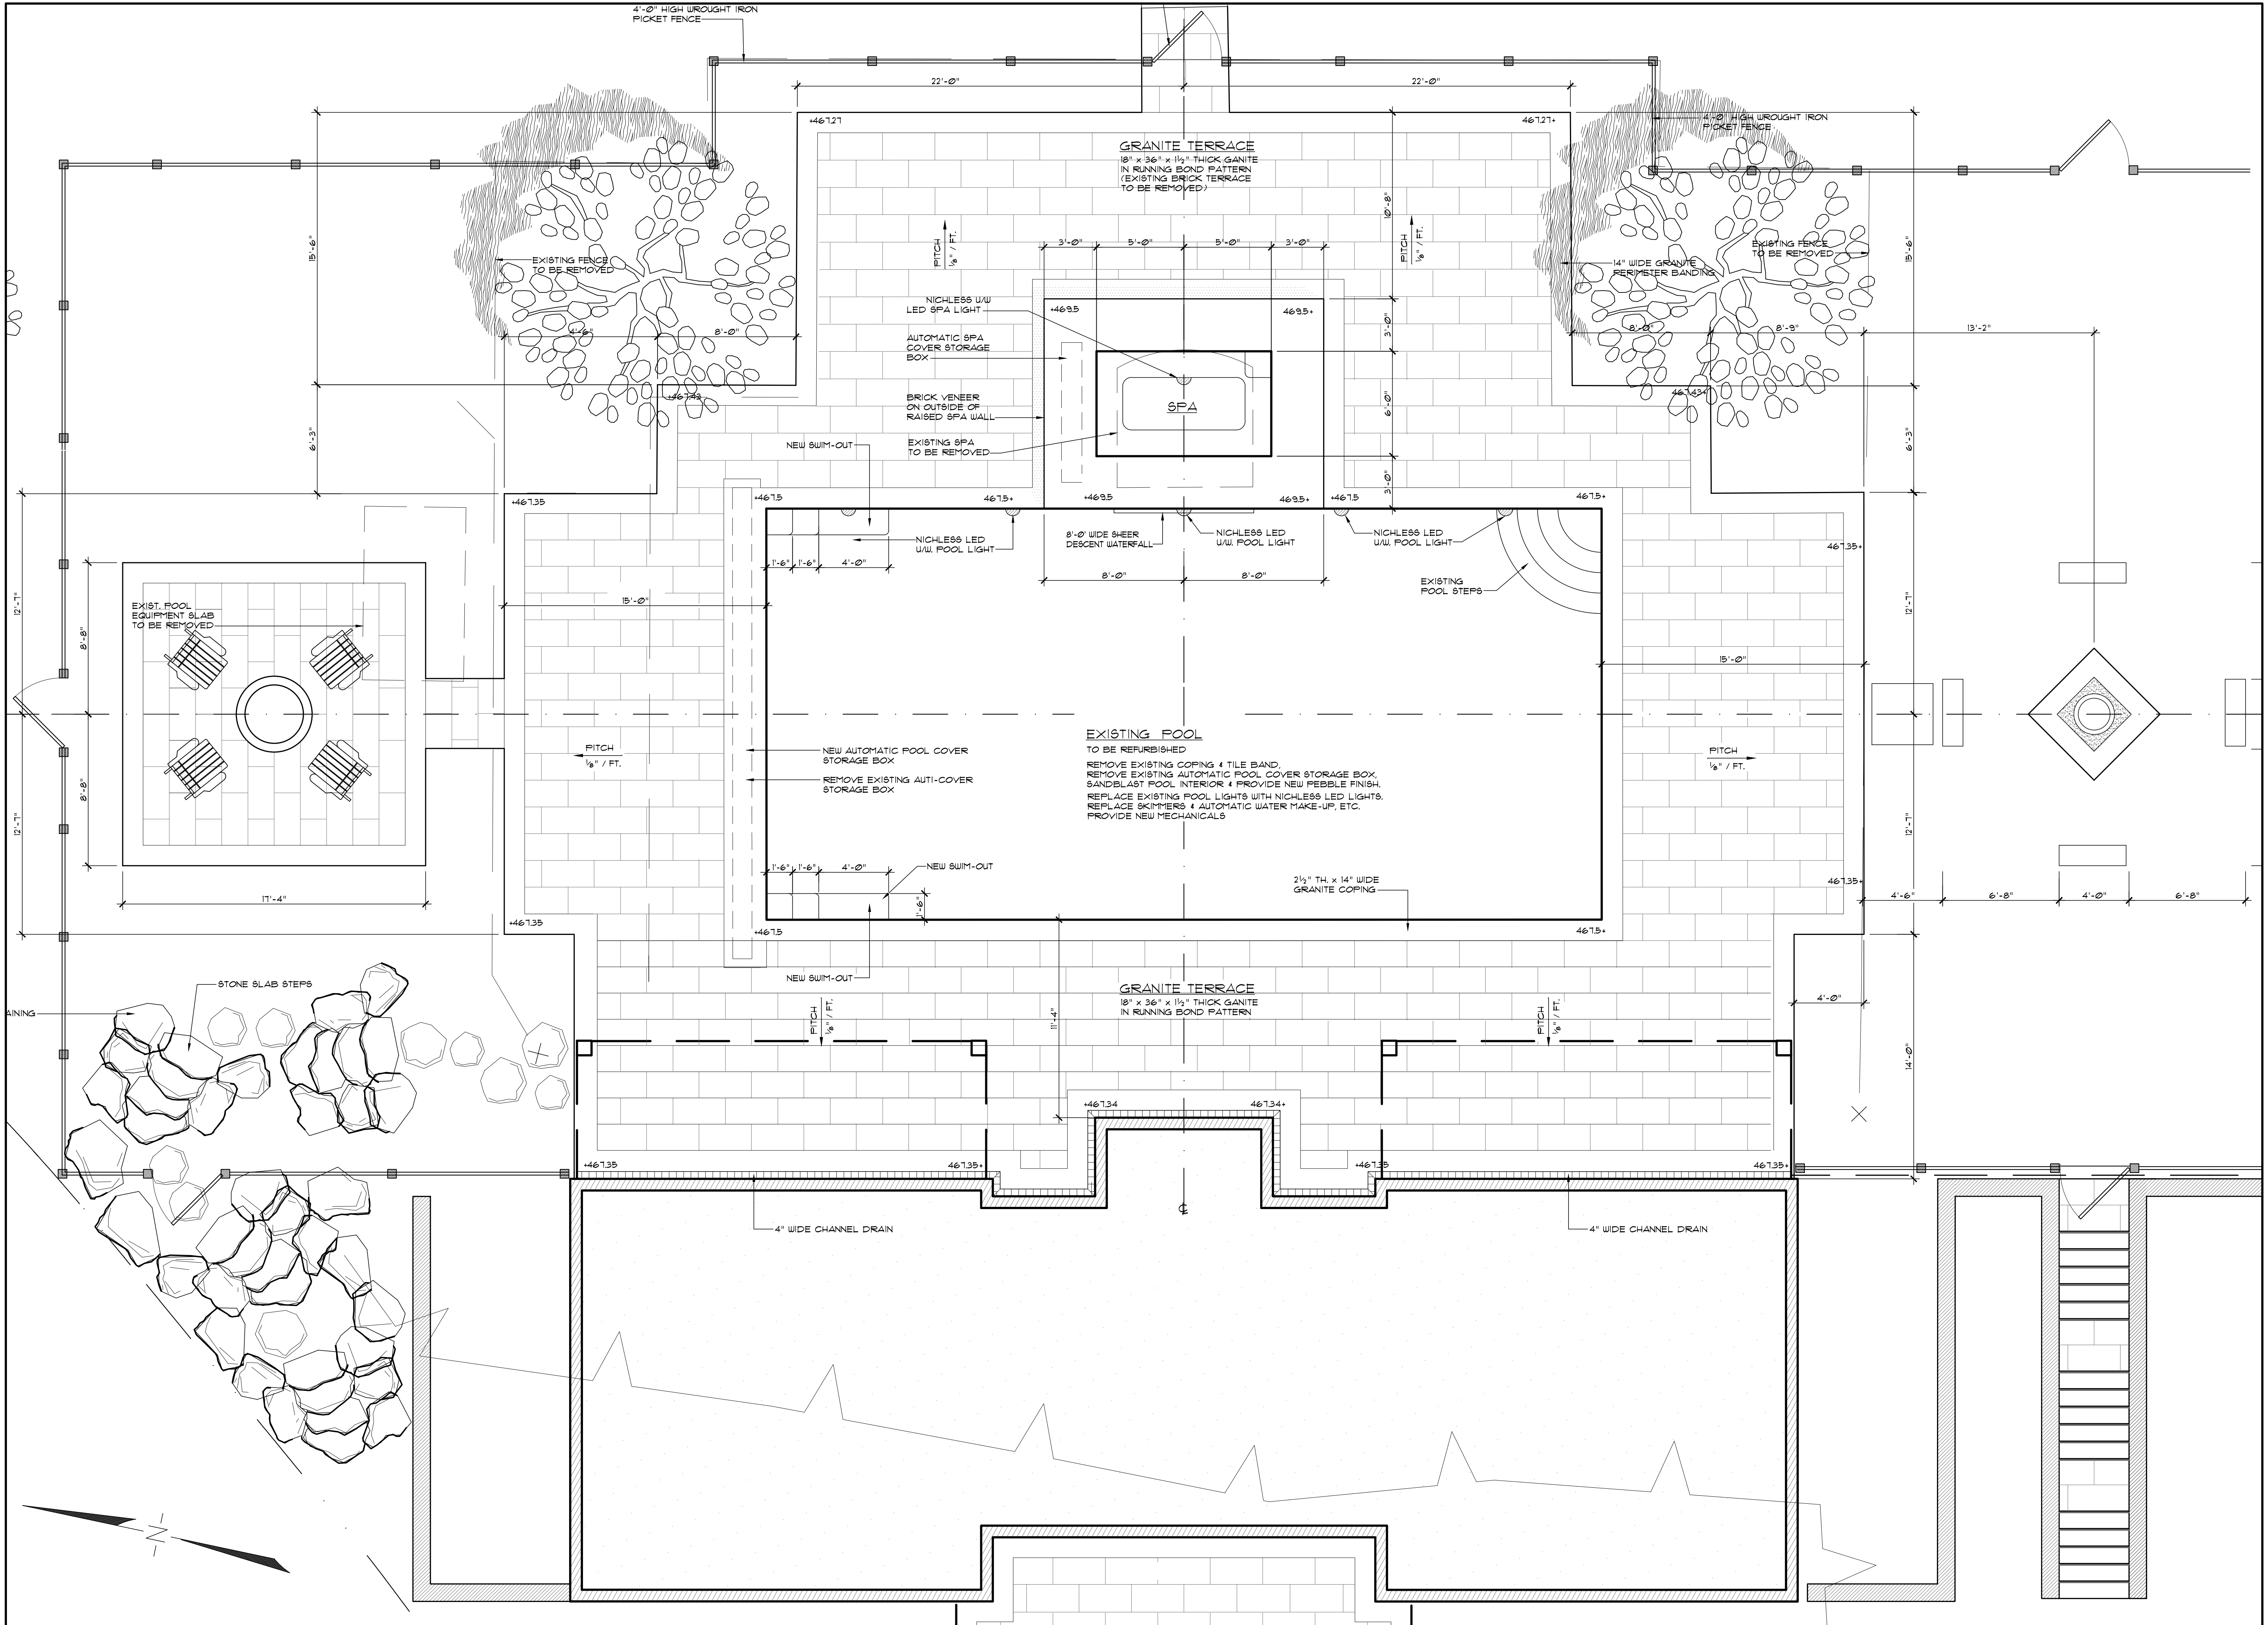 4'-0" HIGH WROUGHT IRON
PICKET FENCE
22'-0"
22'-0"
+467.27
467.27+
4'-0" HIGH WROUGHT IRON
PICKET FENCE
GRANITE TERRACE
18" x 36" x 1½" THICK GANITE
IN RUNNING BOND PATTERN
(EXISTING BRICK TERRACE
TO BE REMOVED)
15'-6"
10'-8"
15'-6"
PITCH
⅛" / FT.
PITCH
⅛" / FT.
3'-0"
5'-0"
5'-0"
3'-0"
EXISTING FENCE
TO BE REMOVED
14" WIDE GRANITE
PERIMETER BANDING
EXISTING FENCE
TO BE REMOVED
NICHLESS U/W
LED SPA LIGHT
+469.5
469.5+
3'-0"
4'-6"
8'-0"
8'-0"
8'-9"
13'-2"
AUTOMATIC SPA
COVER STORAGE
BOX
+467.43
467.43+
BRICK VENEER
ON OUTSIDE OF
RAISED SPA WALL
SPA
6'-0"
6'-3"
6'-3"
NEW SWIM-OUT
EXISTING SPA
TO BE REMOVED
3'-0"
+467.35
+467.5
467.5+
+469.5
469.5+
+467.5
467.5+
NICHLESS LED
U/W. POOL LIGHT
8'-0' WIDE SHEER
DESCENT WATERFALL
NICHLESS LED
U/W. POOL LIGHT
NICHLESS LED
U/W. POOL LIGHT
467.35+
1'-6"
1'-6"
4'-0"
8'-0"
8'-0"
EXISTING
POOL STEPS
12'-7"
8'-8"
EXIST. POOL
EQUIPMENT SLAB
TO BE REMOVED
15'-0"
12'-7"
15'-0"
PITCH
⅛" / FT.
NEW AUTOMATIC POOL COVER
STORAGE BOX
REMOVE EXISTING AUTI-COVER
STORAGE BOX
EXISTING POOL
TO BE REFURBISHED
REMOVE EXISTING COPING & TILE BAND,
REMOVE EXISTING AUTOMATIC POOL COVER STORAGE BOX,
SANDBLAST POOL INTERIOR & PROVIDE NEW PEBBLE FINISH.
REPLACE EXISTING POOL LIGHTS WITH NICHLESS LED LIGHTS.
REPLACE SKIMMERS & AUTOMATIC WATER MAKE-UP, ETC.
PROVIDE NEW MECHANICALS
PITCH
⅛" / FT.
12'-7"
8'-8"
12'-7"
1'-6"
1'-6"
4'-0"
NEW SWIM-OUT
1'-6"
2½" TH. x 14" WIDE
GRANITE COPING
467.35+
17'-4"
4'-6"
6'-8"
4'-0"
6'-8"
+467.35
+467.5
467.5+
NEW SWIM-OUT
STONE SLAB STEPS
AINING
GRANITE TERRACE
18" x 36" x 1½" THICK GANITE
IN RUNNING BOND PATTERN
4'-0"
PITCH
⅛" / FT.
11'-4"
PITCH
⅛" / FT.
14'-0"
+467.34
467.34+
+467.35
467.35+
+467.35
467.35+
℄
4" WIDE CHANNEL DRAIN
4" WIDE CHANNEL DRAIN
N